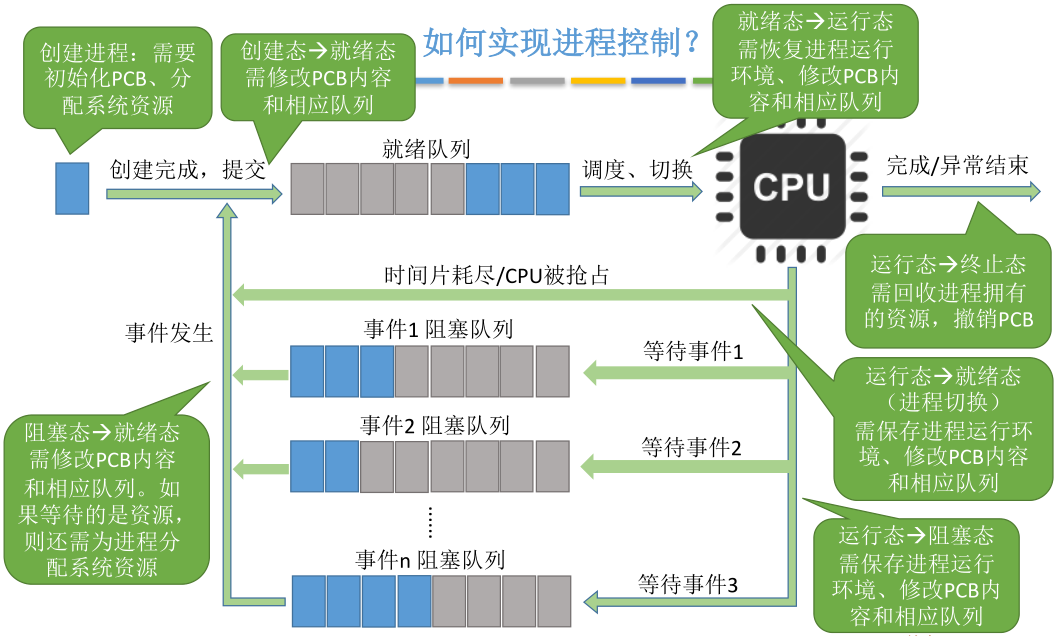 如何实现进程控制？
创建进程：需要
初始化PCB、分
配系统资源
创建态→就绪态
需修改PCB内容
和相应队列
就绪态→运行态
需恢复进程运行
环境、修改PCB内
容和相应队列
创建完成，提交
就绪队列
调度、切换
CPU
完成/异常结束
运行态→终止态
需回收进程拥有
的资源，撤销PCB
时间片耗尽/CPU被抢占
事件发生
事件1 阻塞队列
等待事件1
运行态→就绪态
（进程切换）
需保存进程运行环
境、修改PCB内容
和相应队列
阻塞态→就绪态
需修改PCB内容
和相应队列。如
果等待的是资源，
则还需为进程分
配系统资源
事件2 阻塞队列
等待事件2
......
事件n 阻塞队列
等待事件3
运行态→阻塞态
需保存进程运行
环境、修改PCB内
容和相应队列